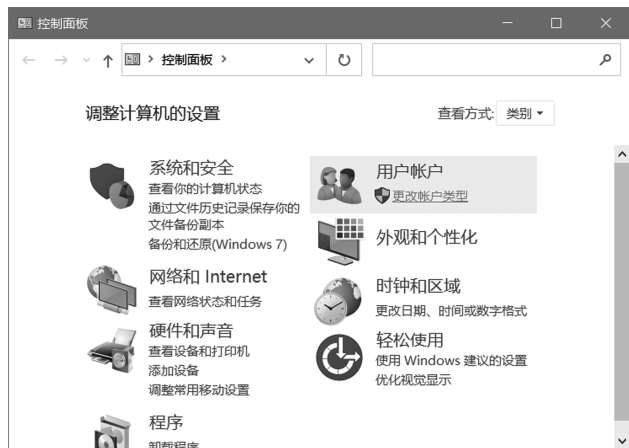 控制面板
控制面板
调整计算机的设置
查看方式: 类别
系统和安全
查看你的计算机状态
通过文件历史记录保存你的
文件备份副本
备份和还原(Windows 7)
网络和 Internet
查看网络状态和任务
硬件和声音
查看设备和打印机
添加设备
调整常用移动设置
程序
卸载程序
用户帐户
更改帐户类型
外观和个性化
时钟和区域
更改日期、时间或数字格式
轻松使用
使用 Windows 建议的设置
优化视觉显示